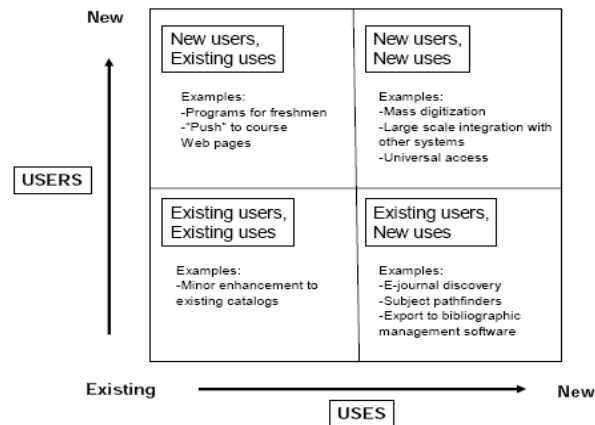 New
New users,
Existing uses
Examples:
-Programs for freshmen
-"Push" to course
Web pages
New users,
New uses
Examples:
-Mass digitization
-Large scale integration with
other systems
-Universal access
USERS
Existing users,
Existing uses
Examples:
-Minor enhancement to
existing catalogs
Existing users,
New uses
Examples:
-E-journal discovery
-Subject pathfinders
-Export to bibliographic
management software
Existing
New
USES